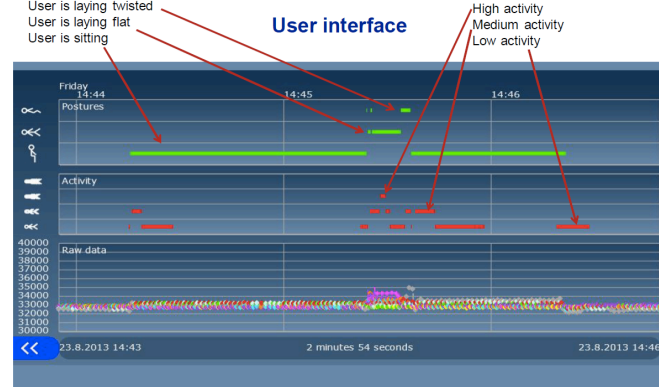 User is laying twisted
User is laying flat
User is sitting
User interface
High activity
Medium activity
Low activity
Friday
14:44
14:45
14:46
Postures
Activity
40000
39000
38000
37000
36000
35000
34000
33000
32000
31000
30000
Raw data
<<
23.8.2013 14:43
2 minutes 54 seconds
23.8.2013 14:46